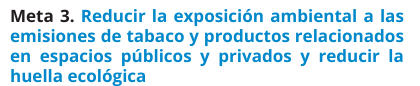 Meta 3. Reducir la exposición ambiental a las
emisiones de tabaco y productos relacionados
en espacios públicos y privados y reducir la
huella ecológica